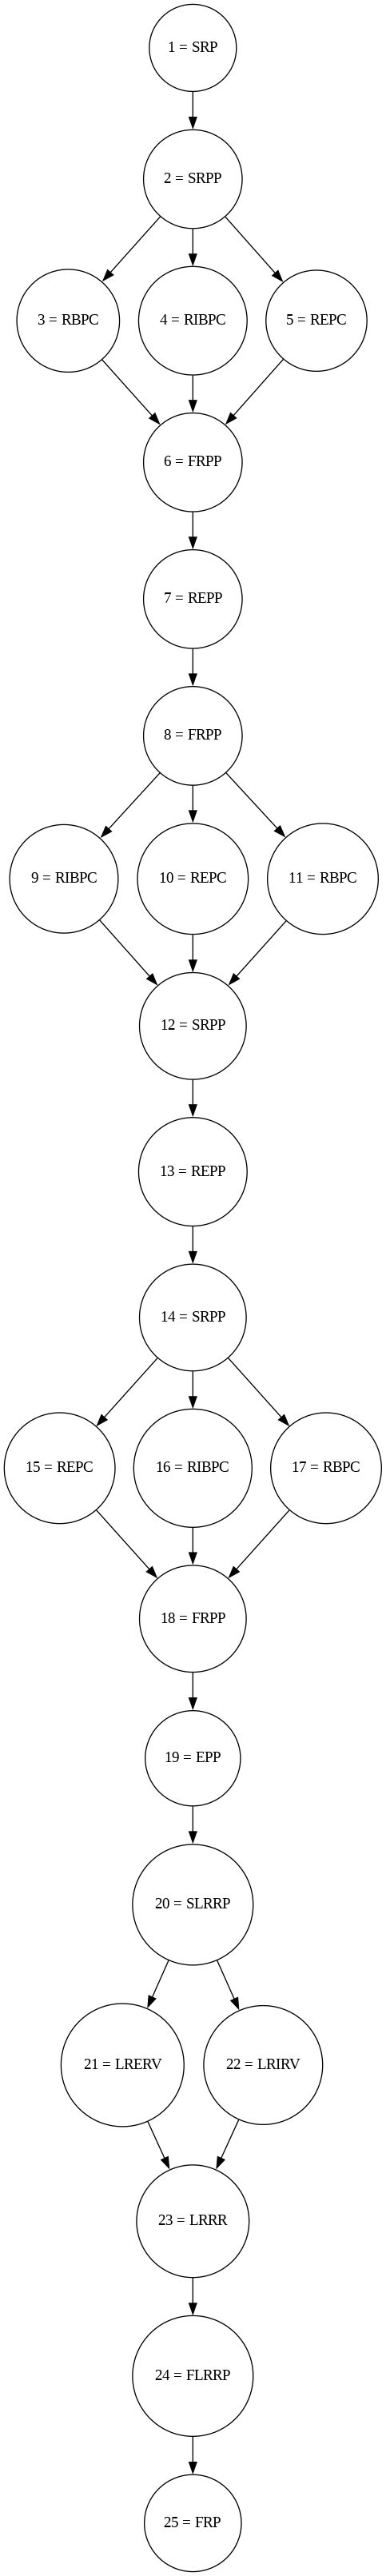 1 = SRP
2 = SRPP
3 = RBPC
4 = RIBPC
5 = REPC
6 = FRPP
7 = REPP
8 = FRPP
9 = RIBPC
10 = REPC
11 = RBPC
12 = SRPP
13 = REPP
14 = SRPP
15 = REPC
16 = RIBPC
17 = RBPC
18 = FRPP
19 = EPP
20 = SLRRP
21 = LRERV
22 = LRIRV
23 = LRRR
24 = FLRRP
25 = FRP